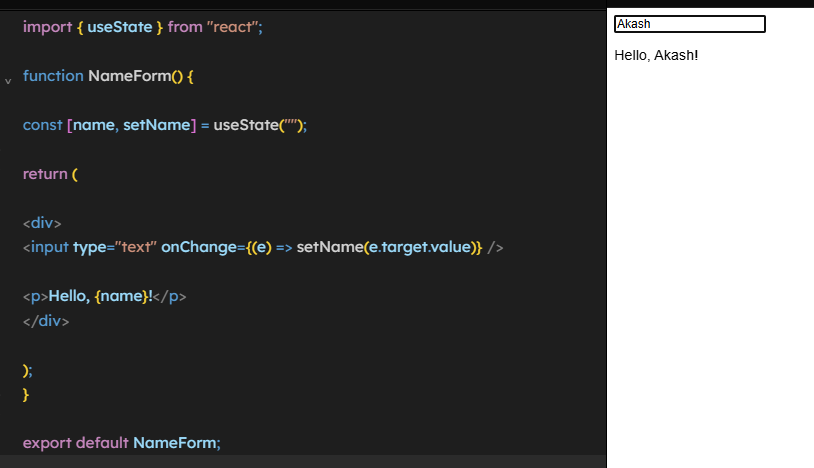 import { useState } from "react";
function NameForm() {
const [name, setName] = useState("");
return (
<div>
<input type="text" onChange={(e) => setName(e.target.value)} />
<p>Hello, {name}!</p>
</div>
);
}
export default NameForm;
Akash
Hello, Akash!